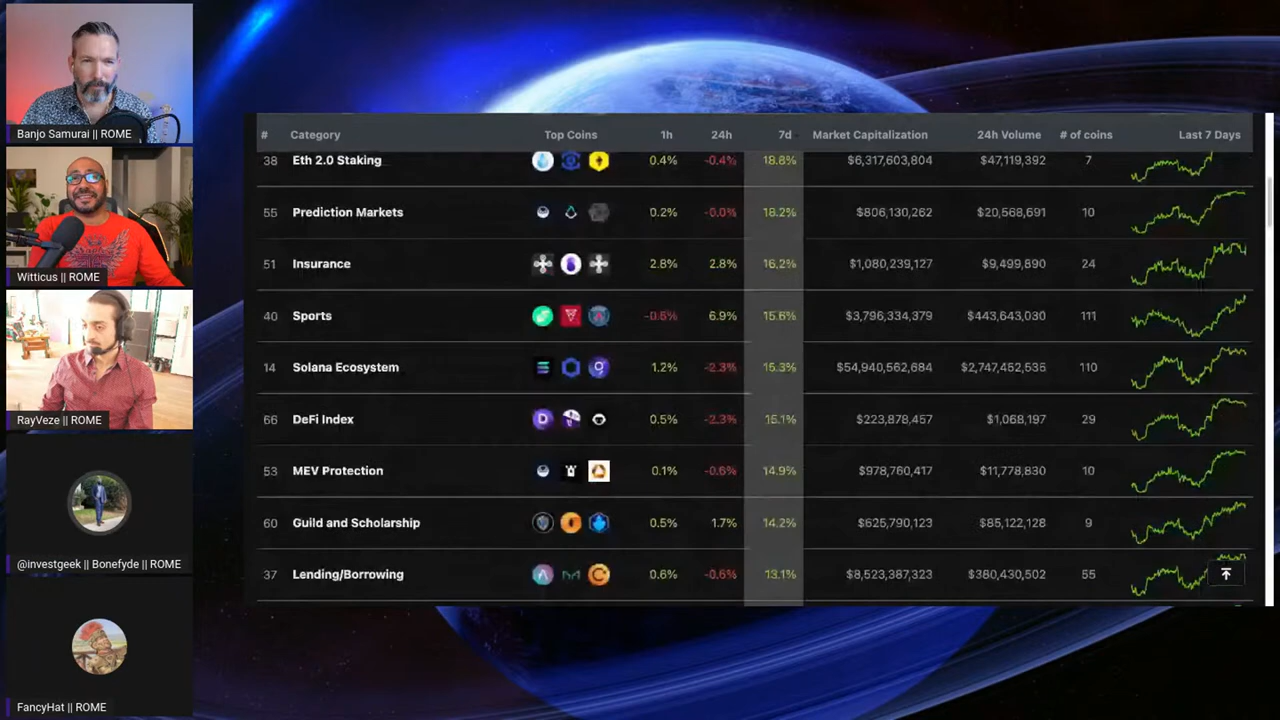 Banjo Samurai || ROME
Witticus || ROME
RayVeze || ROME
@investgeek || Bonefyde || ROME
FancyHat || ROME
# Category Top Coins 1h 24h 7d Market Capitalization 24h Volume # of coins Last 7 Days
38 Eth 2.0 Staking 0.4% -0.4% 18.8% $6,317,603,804 $47,119,392 7
55 Prediction Markets 0.2% -0.0% 18.2% $806,130,262 $20,568,691 10
51 Insurance 2.8% 2.8% 16.2% $1,080,239,127 $9,499,890 24
40 Sports -0.5% 6.9% 15.6% $3,796,334,379 $443,643,030 111
14 Solana Ecosystem 1.2% -2.3% 15.3% $54,940,562,684 $2,747,452,536 110
66 DeFi Index 0.5% -2.3% 15.1% $223,878,457 $1,068,197 29
53 MEV Protection 0.1% -0.6% 14.9% $978,760,417 $11,778,830 10
60 Guild and Scholarship 0.5% 1.7% 14.2% $625,790,123 $85,122,128 9
37 Lending/Borrowing 0.6% -0.6% 13.1% $8,523,387,323 $380,430,502 55